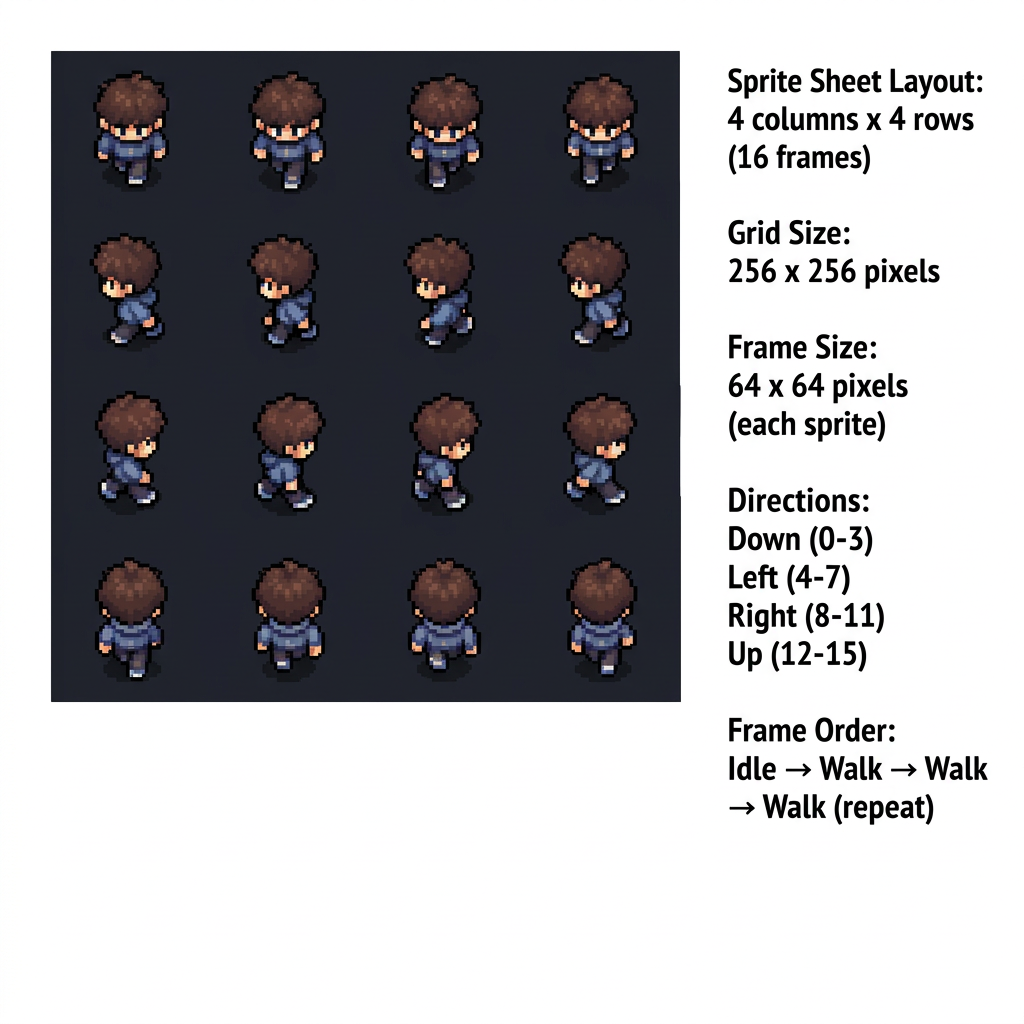 Sprite Sheet Layout:
4 columns x 4 rows
(16 frames)
Grid Size:
256 x 256 pixels
Frame Size:
64 x 64 pixels
(each sprite)
Directions:
Down (0-3)
Left (4-7)
Right (8-11)
Up (12-15)
Frame Order:
Idle → Walk → Walk
→ Walk (repeat)